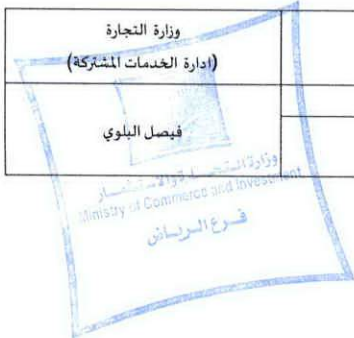 وزارة التجارة
(ادارة الخدمات المشتركة)
فيصل البلوي
وزارة التجارة والاستثمار
Ministry of Commerce and Investment
فرع الرياض